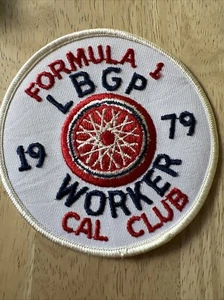 FORMULA 1
LBGP
19 79
WORKER
CAL CLUB